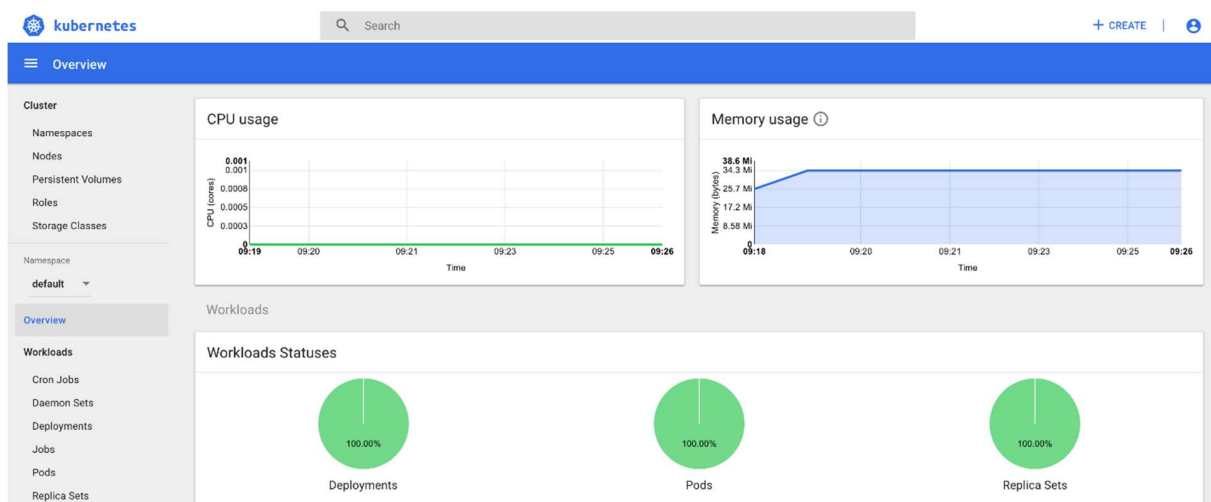 kubernetes
Search
+ CREATE |
Overview
Cluster
Namespaces
Nodes
Persistent Volumes
Roles
Storage Classes
Namespace
default
Overview
Workloads
Cron Jobs
Daemon Sets
Deployments
Jobs
Pods
Replica Sets
CPU usage
CPU (cores)
0.001
0.001
0.0008
0.0005
0.0003
0
09:19 09:20 09:21 09:23 09:25 09:26
Time
Memory usage
Memory (bytes)
38.6 Mi
34.3 Mi
25.7 Mi
17.2 Mi
8.58 Mi
0
09:18 09:20 09:21 09:23 09:25 09:26
Time
Workloads
Workloads Statuses
100.00% 100.00% 100.00%
Deployments Pods Replica Sets